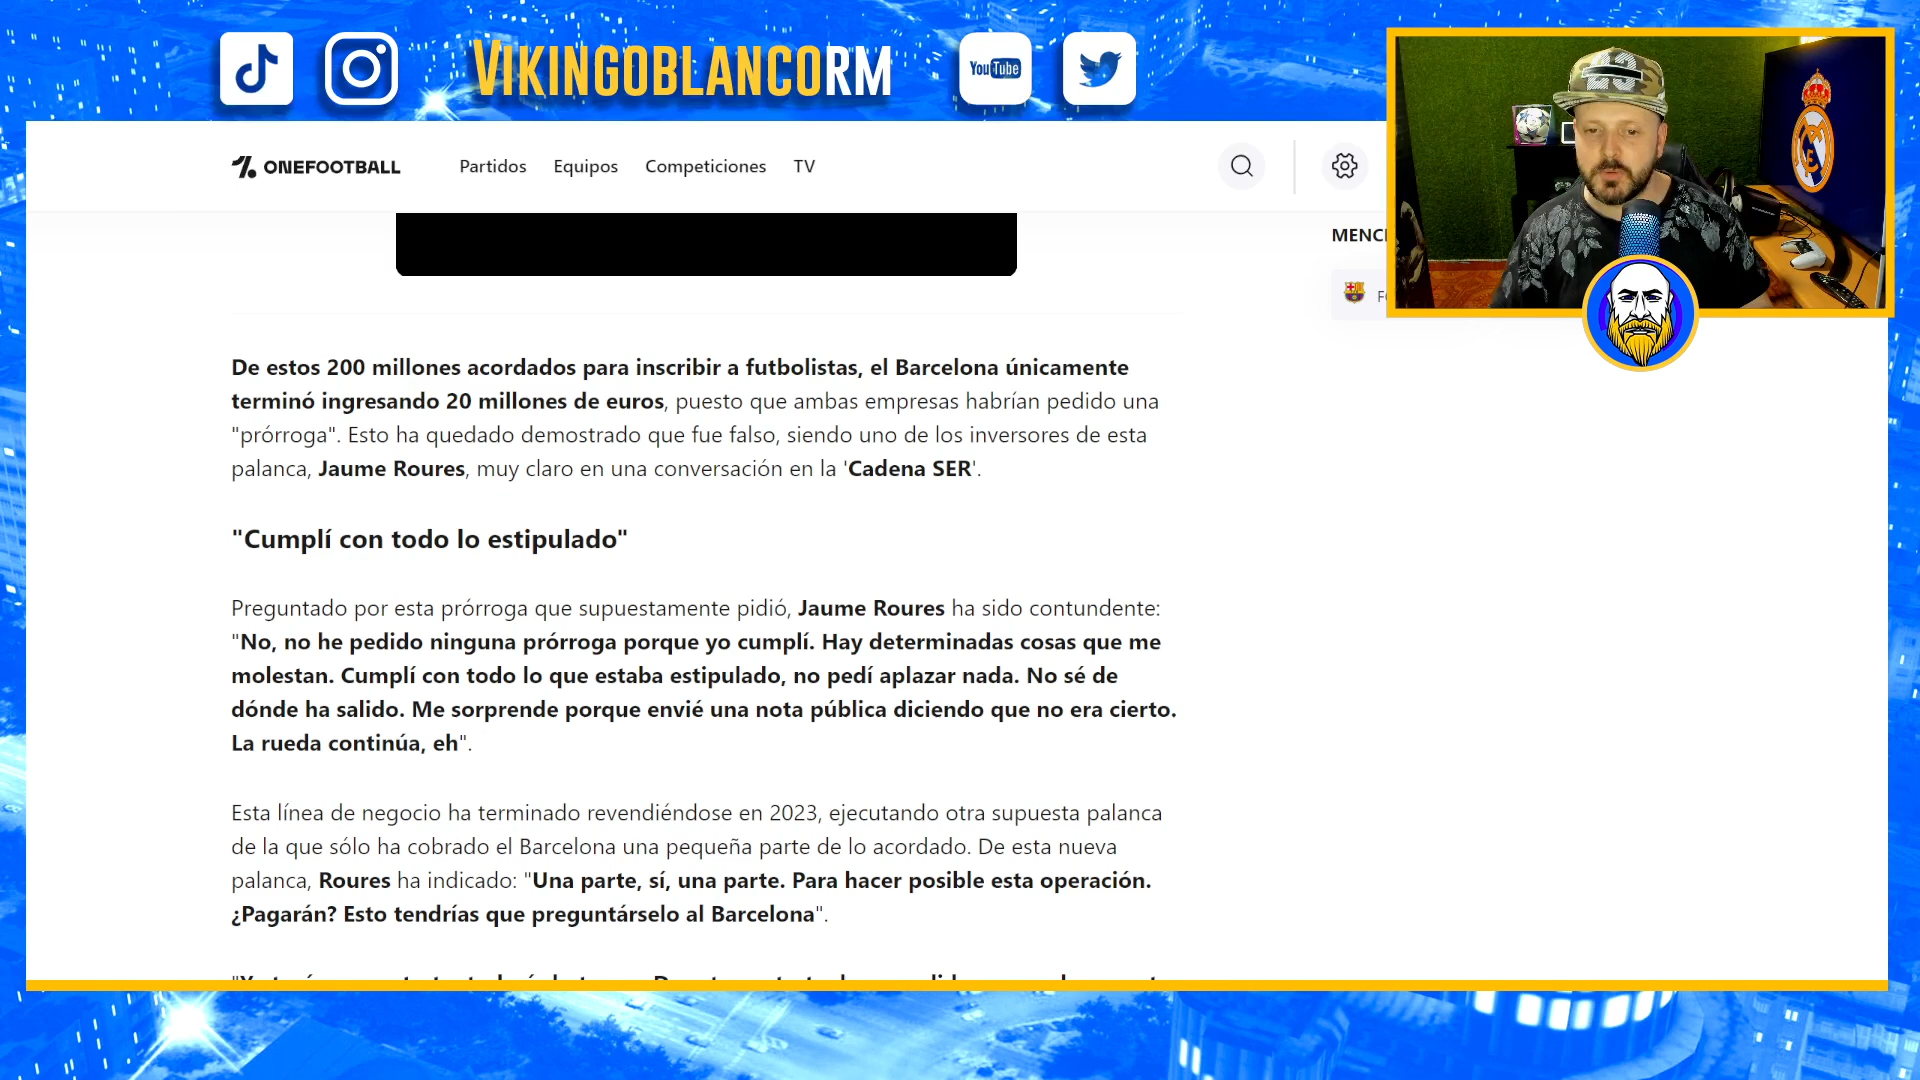 VIKINGOBLANCORM
YouTube
ONEFOOTBALL
Partidos
Equipos
Competiciones
TV
De estos 200 millones acordados para inscribir a futbolistas, el Barcelona únicamente
terminó ingresando 20 millones de euros, puesto que ambas empresas habrían pedido una
"prórroga". Esto ha quedado demostrado que fue falso, siendo uno de los inversores de esta
palanca, Jaume Roures, muy claro en una conversación en la 'Cadena SER'.
"Cumplí con todo lo estipulado"
Preguntado por esta prórroga que supuestamente pidió, Jaume Roures ha sido contundente:
"No, no he pedido ninguna prórroga porque yo cumplí. Hay determinadas cosas que me
molestan. Cumplí con todo lo que estaba estipulado, no pedí aplazar nada. No sé de
dónde ha salido. Me sorprende porque envié una nota pública diciendo que no era cierto.
La rueda continúa, eh".
Esta línea de negocio ha terminado revendiéndose en 2023, ejecutando otra supuesta palanca
de la que sólo ha cobrado el Barcelona una pequeña parte de lo acordado. De esta nueva
palanca, Roures ha indicado: "Una parte, sí, una parte. Para hacer posible esta operación.
¿Pagarán? Esto tendrías que preguntárselo al Barcelona".